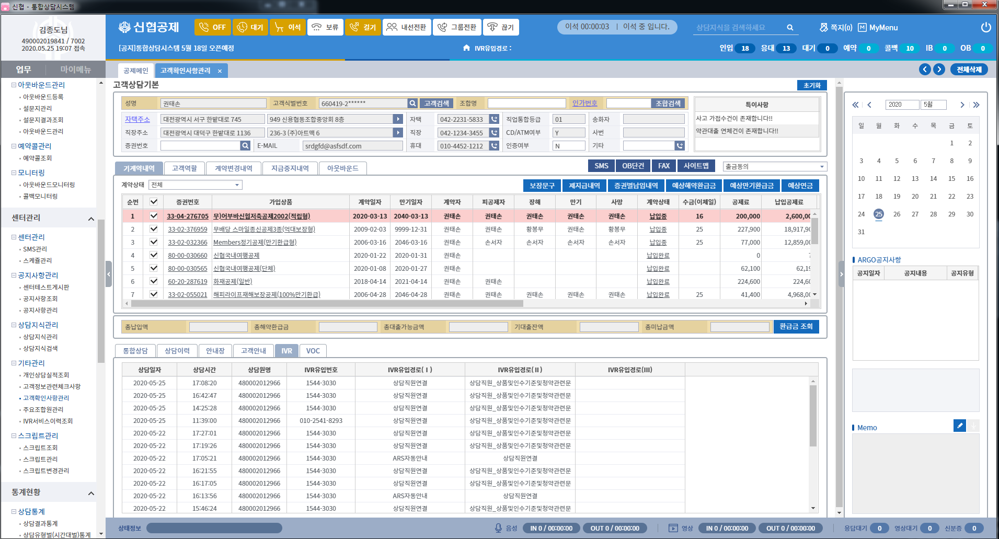 신협 - 통합상담시스템
김종도님
490002019841 / 7002
2020.05.25 19:07 접속
신협공제
OFF 대기 이석 보류 걸기 내선전환 그룹전환 끊기
이석 00:00:03 | 이석 중 입니다.
상담지식을 검색하세요
쪽지(0) MyMenu
[공지]통합상담시스템 5월 18일 오픈예정
IVR유입경로 :
인입 18 응대 13 대기 0 예약 0 콜백 10 IB 0 OB 0
업무 마이메뉴
공제메인 고객확인사항관리 ×
전체삭제
아웃바운드관리
아웃바운드등록
설문지관리
설문지결과조회
아웃바운드관리
예약콜관리
예약콜조회
모니터링
아웃바운드모니터링
콜백모니터링
센터관리
센터관리
SMS관리
스케쥴관리
공지사항관리
센터테스트게시판
공지사항조회
공지사항관리
상담지식관리
상담지식관리
상담지식검색
기타관리
개인상담실적조회
고객정보관련체크사항
고객확인사항관리
주요조합원관리
IVR서비스이력조회
스크립트관리
스크립트조회
스크립트관리
스크립트변경관리
통계현황
상담통계
상담결과통계
상담유형별(시간대별)통계
고객상담기본
초기화
성명 권태손 고객식별번호 660419-2****** 고객검색 조합명 인가번호 조합검색
자택주소 대전광역시 서구 한밭대로 745 949 신용협동조합중앙회 8층 자택 042-2231-5833 직업통합등급 01 송화자
직장주소 대전광역시 대덕구 한밭대로 1136 236-3 (주)아트맥 6 직장 042-1234-3455 CD/ATM여부 Y 사번
증권번호 E-MAIL srdgfd@asfsdf.com 휴대 010-4452-1212 인증여부 N 기타
특이사항
사고 가접수건이 존재합니다!!
약관대출 연체건이 존재합니다!!
기계약내역 고객역할 계약변경내역 지급중지내역 아웃바운드
SMS OB단건 FAX 사이트맵 출금동의
계약상태 전체
보장문구 제지급내역 증권별납입내역 예상해약환급금 예상만기환급금 예상연금
순번 증권번호 가입상품 계약일자 만기일자 계약자 피공제자 장해 만기 사망 계약상태 수금(이체일) 공제료 납입공제료
1 33-04-276705 무)어부바신협저축공제2002(적립형) 2020-03-13 2040-03-13 권태손 권태손 권태손 권태손 권태손 납입중 16 200,000 2,600,00
2 33-02-376959 무배당 스마일종신공제3종(억대보장형) 2009-02-03 9999-12-31 권태손 권태손 황봉무 권태손 황봉무 납입중 25 227,900 18,917,90
3 33-02-032366 Members정기공제(만기환급형) 2006-03-16 2046-03-16 권태손 손서자 손서자 손서자 손서자 납입중 25 77,000 12,859,00
4 80-00-030660 신협국내여행공제 2020-01-22 2020-01-31 권태손 납입완료 0
5 80-00-030565 신협국내여행공제(단체) 2020-01-08 2020-01-27 권태손 납입완료 62,100 62,19
6 60-20-287619 화재공제(일반) 2018-04-14 2021-04-14 권태손 권태손 납입완료 224,600 224,60
7 33-02-055021 해피라이프재해보장공제(100%만기환급) 2006-04-28 2046-04-28 권태손 권태손 권태손 권태손 권태손 납입완료 25 41,400 4,968,00
총납입액 총해약환급금 총대출가능금액 기대출잔액 총미납금액 환급금 조회
통합상담 상담이력 안내장 고객안내 IVR VOC
상담일자 상담시간 상담원명 IVR유입번호 IVR유입경로( I ) IVR유입경로( II ) IVR유입경로(III)
2020-05-25 17:08:20 480002012966 1544-3030 상담직원연결 상담직원_상품및인수기준및청약관련문
2020-05-25 16:42:47 480002012966 1544-3030 상담직원연결 상담직원_상품및인수기준및청약관련문
2020-05-25 14:25:28 480002012966 1544-3030 상담직원연결 상담직원_상품및인수기준및청약관련문
2020-05-25 11:39:00 480002012966 010-2541-8293 상담직원연결 상담직원_상품및인수기준및청약관련문
2020-05-22 17:27:01 480002012966 1544-3030 상담직원연결 상담직원_상품및인수기준및청약관련문
2020-05-22 17:19:26 480002012966 1544-3030 상담직원연결 상담직원_상품및인수기준및청약관련문
2020-05-22 17:05:21 480002012966 1544-3030 ARS자동안내 상담직원연결
2020-05-22 16:21:55 480002012966 1544-3030 상담직원연결 상담직원_상품및인수기준및청약관련문
2020-05-22 16:17:05 480002012966 1544-3030 상담직원연결 상담직원_상품및인수기준및청약관련문
2020-05-22 16:13:56 480002012966 1544-3030 ARS자동안내 상담직원연결
2020-05-22 15:46:24 480002012966 1544-3030 상담직원연결 상담직원_상품및인수기준및청약관련문
2020 5월
일 월 화 수 목 금 토
1 2
3 4 5 6 7 8 9
10 11 12 13 14 15 16
17 18 19 20 21 22 23
24 25 26 27 28 29 30
31
ARGO공지사항
공지일자 공지내용 공지유형
Memo
상태정보
음성 IN 0 / 00:00:00 OUT 0 / 00:00:00
영상 IN 0 / 00:00:00 OUT 0 / 00:00:00
응답대기 0 영상대기 0 신분증 0